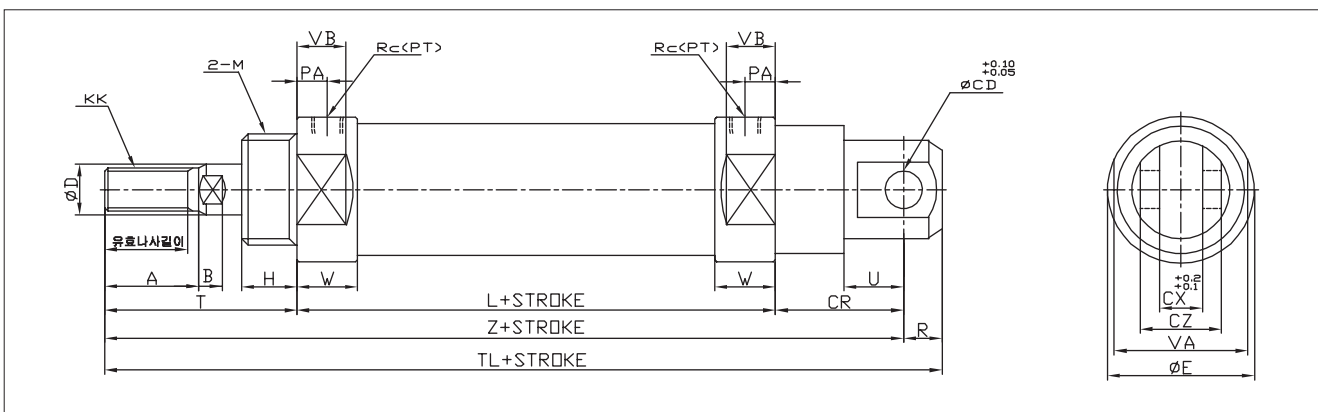 VB
Rc(PT)
Rc(PT)
VB
2-M
PA
PA
+0.10
+0.05
øCD
KK
øD
유효나사길이
A
B
H
W
W
U
T
L+STROKE
CR
Z+STROKE
R
TL+STROKE
+0.2
+0.1
CX
CZ
VA
øE